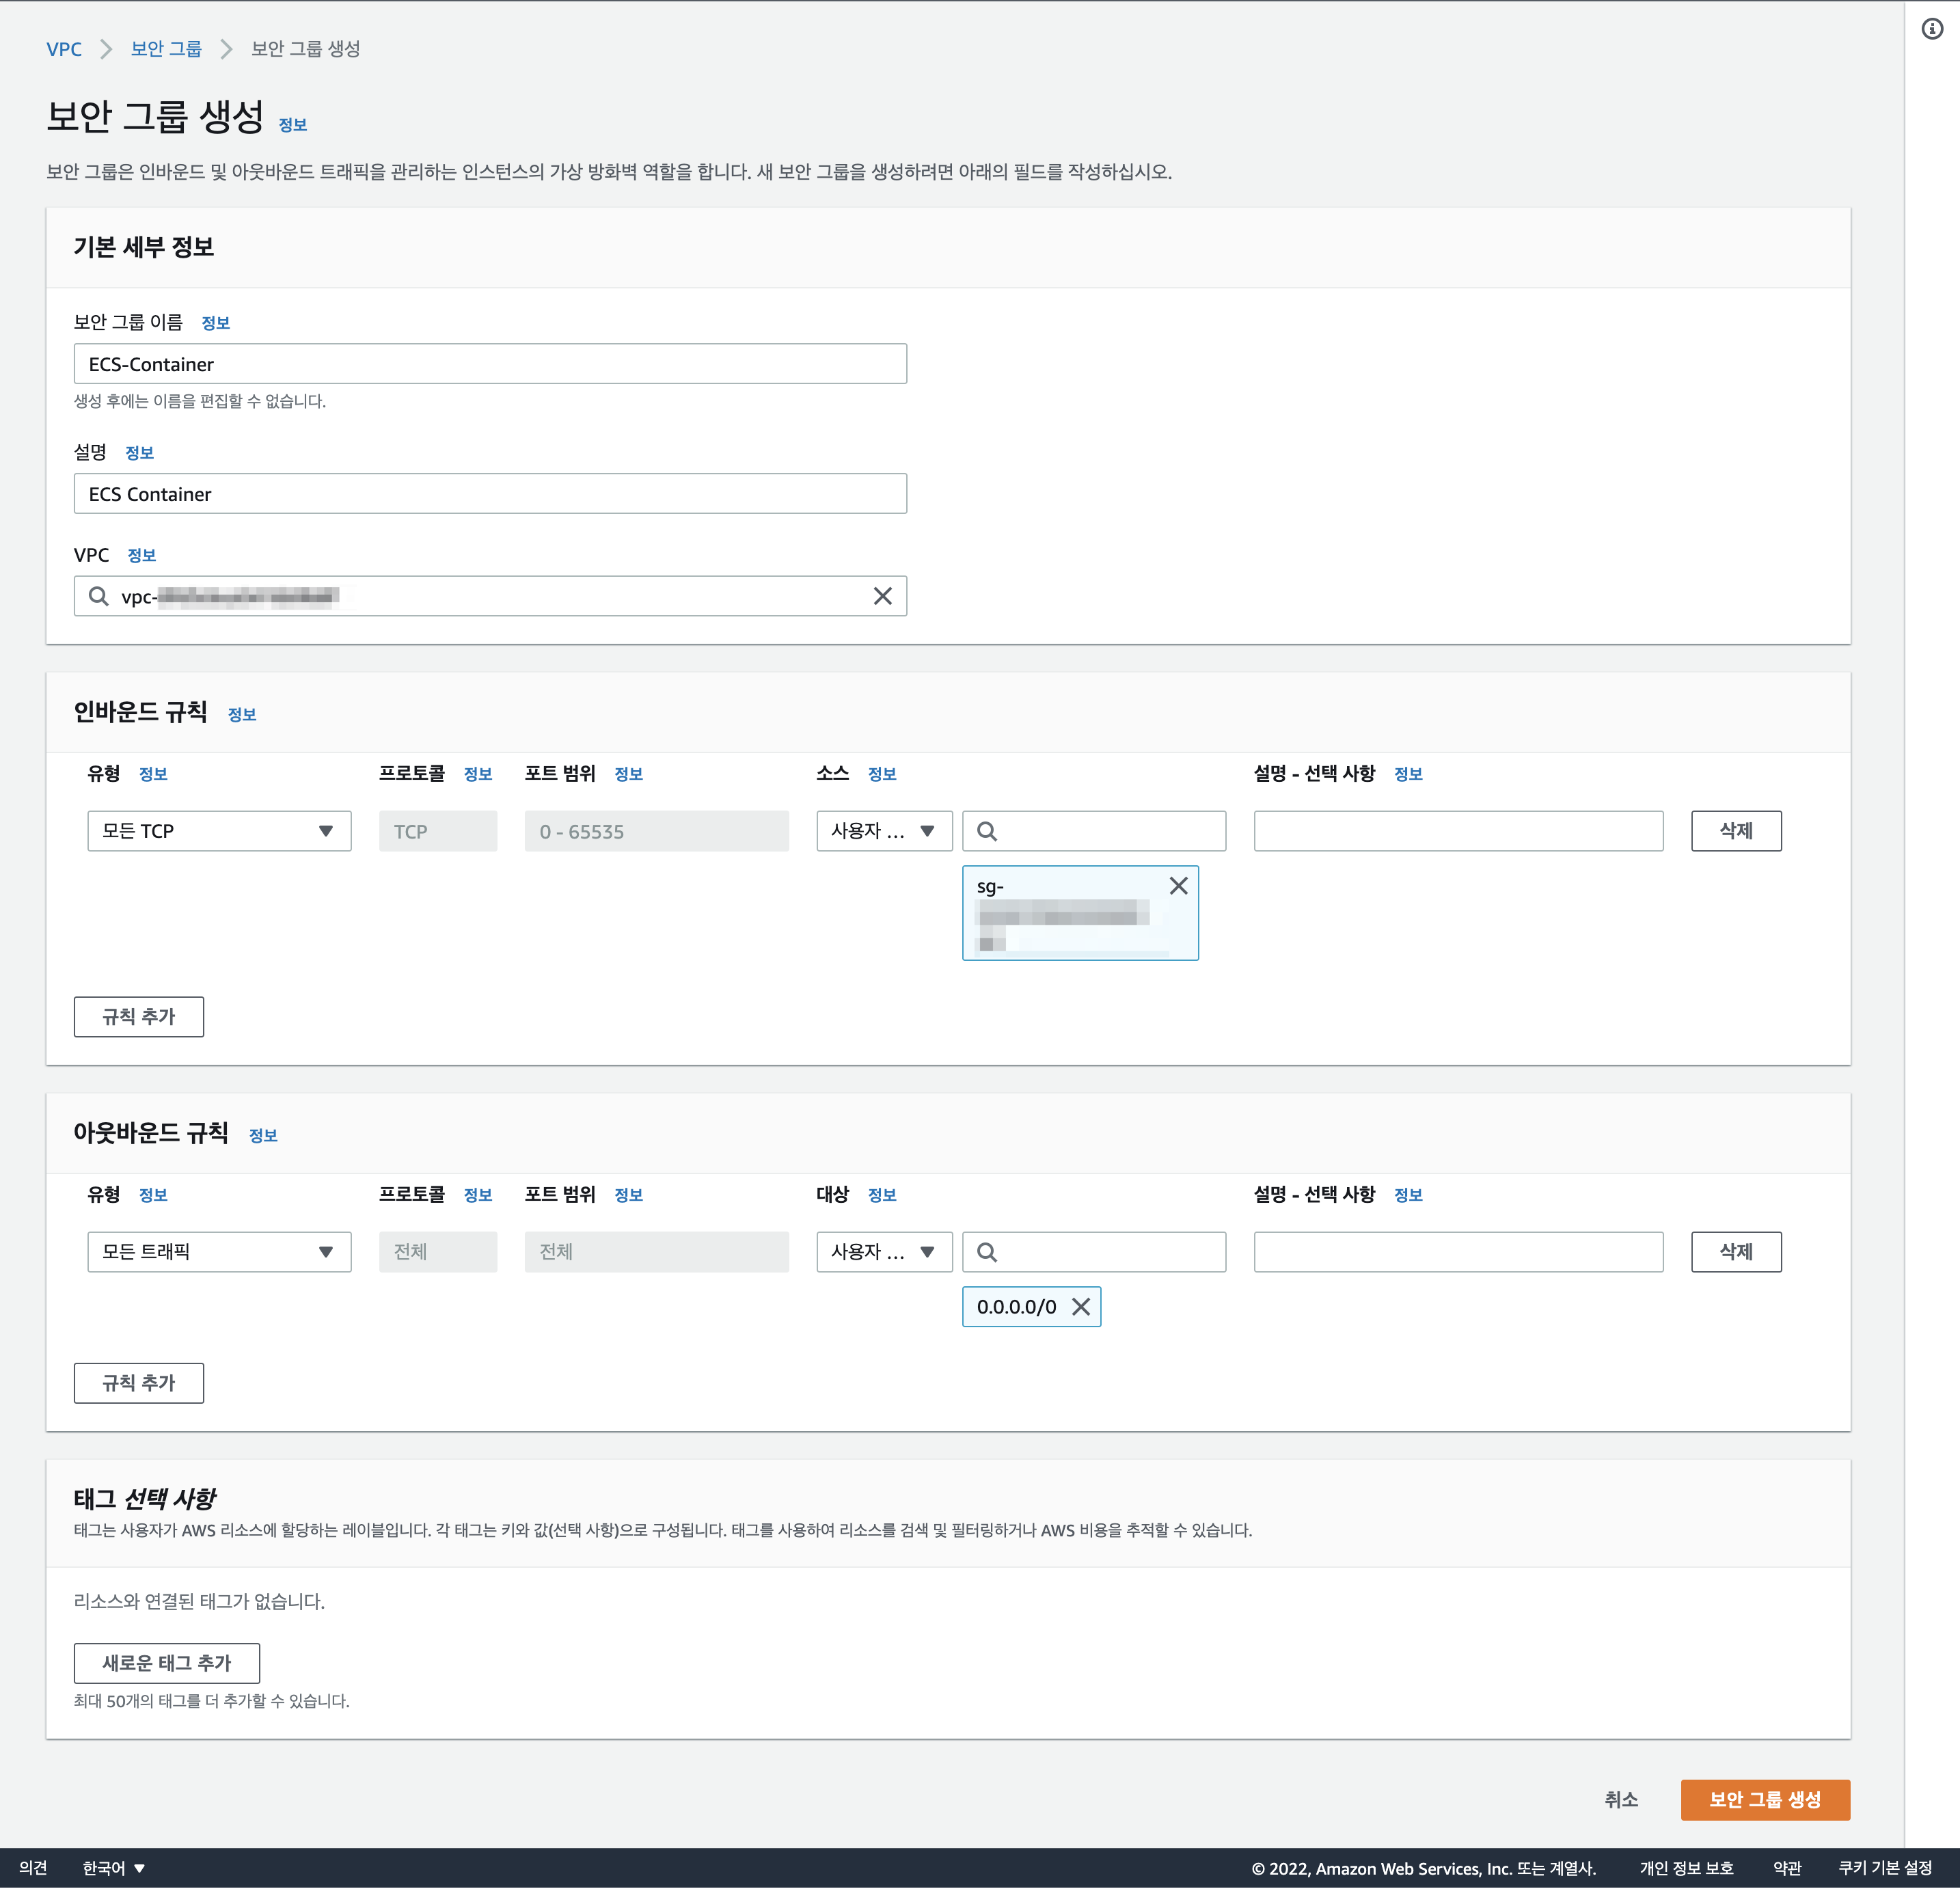 VPC > 보안 그룹 > 보안 그룹 생성
보안 그룹 생성 정보
보안 그룹은 인바운드 및 아웃바운드 트래픽을 관리하는 인스턴스의 가상 방화벽 역할을 합니다. 새 보안 그룹을 생성하려면 아래의 필드를 작성하십시오.
기본 세부 정보
보안 그룹 이름 정보
ECS-Container
생성 후에는 이름을 편집할 수 없습니다.
설명 정보
ECS Container
VPC 정보
vpc-
인바운드 규칙 정보
유형 정보 프로토콜 정보 포트 범위 정보 소스 정보 설명 - 선택 사항 정보
모든 TCP TCP 0 - 65535 사용자 ... 삭제
sg-
규칙 추가
아웃바운드 규칙 정보
유형 정보 프로토콜 정보 포트 범위 정보 대상 정보 설명 - 선택 사항 정보
모든 트래픽 전체 전체 사용자 ... 삭제
0.0.0.0/0
규칙 추가
태그 선택 사항
태그는 사용자가 AWS 리소스에 할당하는 레이블입니다. 각 태그는 키와 값(선택 사항)으로 구성됩니다. 태그를 사용하여 리소스를 검색 및 필터링하거나 AWS 비용을 추적할 수 있습니다.
리소스와 연결된 태그가 없습니다.
새로운 태그 추가
최대 50개의 태그를 더 추가할 수 있습니다.
취소 보안 그룹 생성
의견 한국어 © 2022, Amazon Web Services, Inc. 또는 계열사. 개인 정보 보호 약관 쿠키 기본 설정